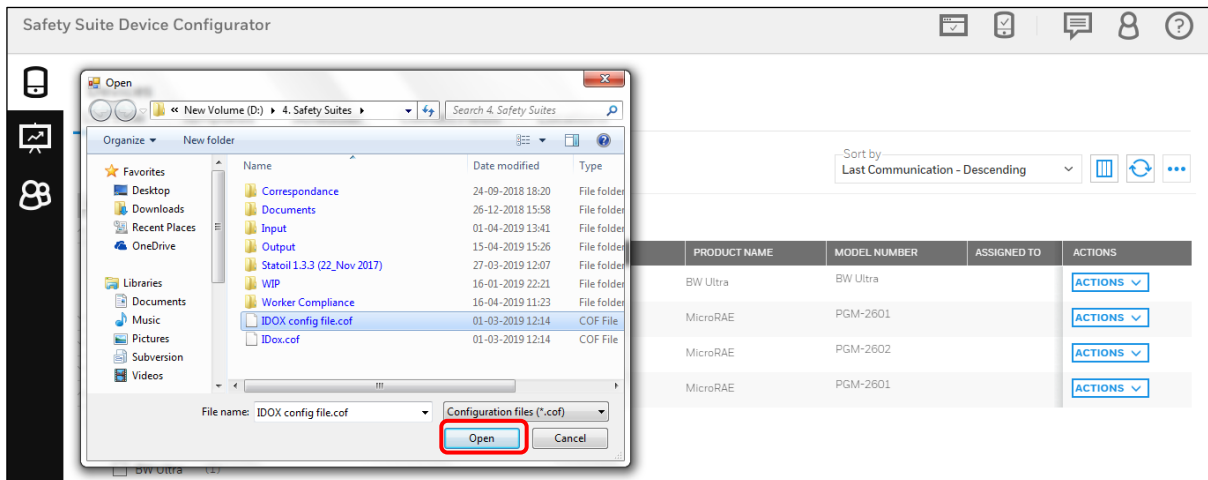 Safety Suite Device Configurator
Open
« New Volume (D:) ▸ 4. Safety Suites ▸
Search 4. Safety Suites
Organize
New folder
Favorites
Desktop
Downloads
Recent Places
OneDrive
Libraries
Documents
Music
Pictures
Subversion
Videos
Name Date modified Type
Correspondance 24-09-2018 18:20 File folder
Documents 26-12-2018 15:58 File folder
Input 01-04-2019 13:41 File folder
Output 15-04-2019 15:26 File folder
Statoil 1.3.3 (22_Nov 2017) 27-03-2019 12:07 File folder
WIP 16-01-2019 22:21 File folder
Worker Compliance 16-04-2019 11:23 File folder
IDOX config file.cof 01-03-2019 12:14 COF File
IDox.cof 01-03-2019 12:14 COF File
File name: IDOX config file.cof
Configuration files (*.cof)
Open Cancel
Sort by
Last Communication - Descending
PRODUCT NAME MODEL NUMBER ASSIGNED TO ACTIONS
BW Ultra BW Ultra ACTIONS
MicroRAE PGM-2601 ACTIONS
MicroRAE PGM-2602 ACTIONS
MicroRAE PGM-2601 ACTIONS
BW Ultra (1)